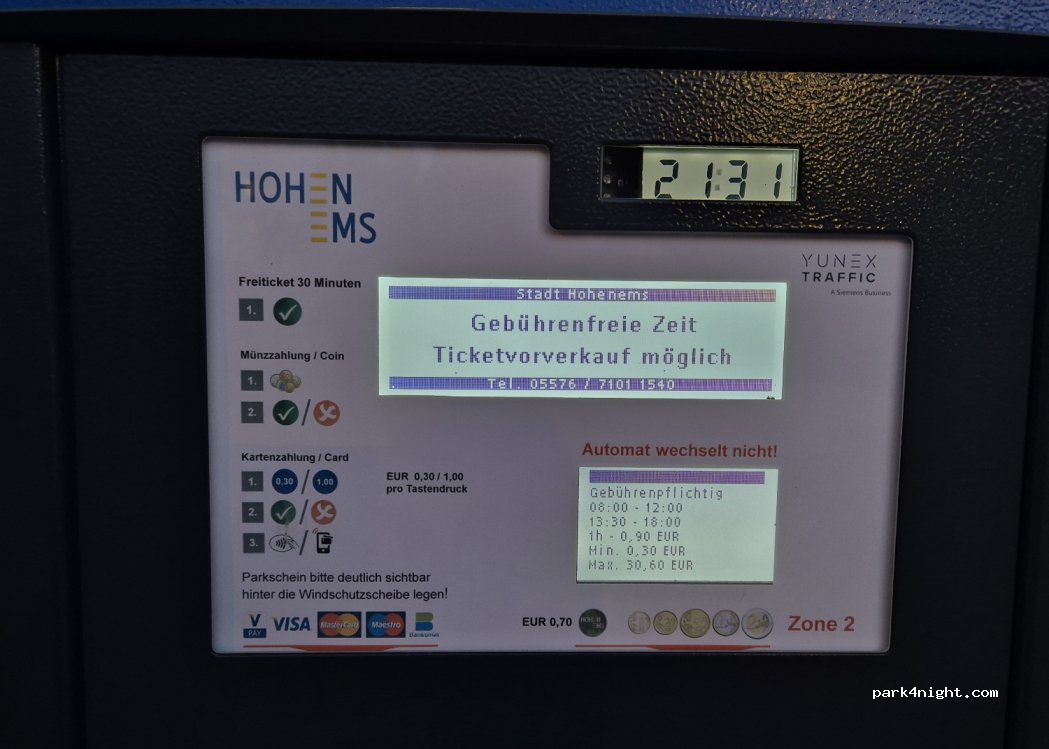 21:31
HOHEN
EMS
YUNEX
TRAFFIC
A Siemens Business
Freiticket 30 Minuten
1.
Stadt Hohenems
Gebührenfreie Zeit
Ticketvorverkauf möglich
Tel. 05576 / 7101 1540
Münzzahlung / Coin
1.
2. /
Kartenzahlung / Card
1. 0,30 / 1,00
2. /
3. /
EUR 0,30 / 1,00
pro Tastendruck
Automat wechselt nicht!
Gebührenpflichtig
08:00 - 12:00
13:30 - 18:00
1h - 0,90 EUR
Min. 0,30 EUR
Max. 30,60 EUR
Parkschein bitte deutlich sichtbar
hinter die Windschutzscheibe legen!
V PAY VISA MasterCard Maestro Bankomat
EUR 0,70 HOHEN EMS
Zone 2
park4night.com